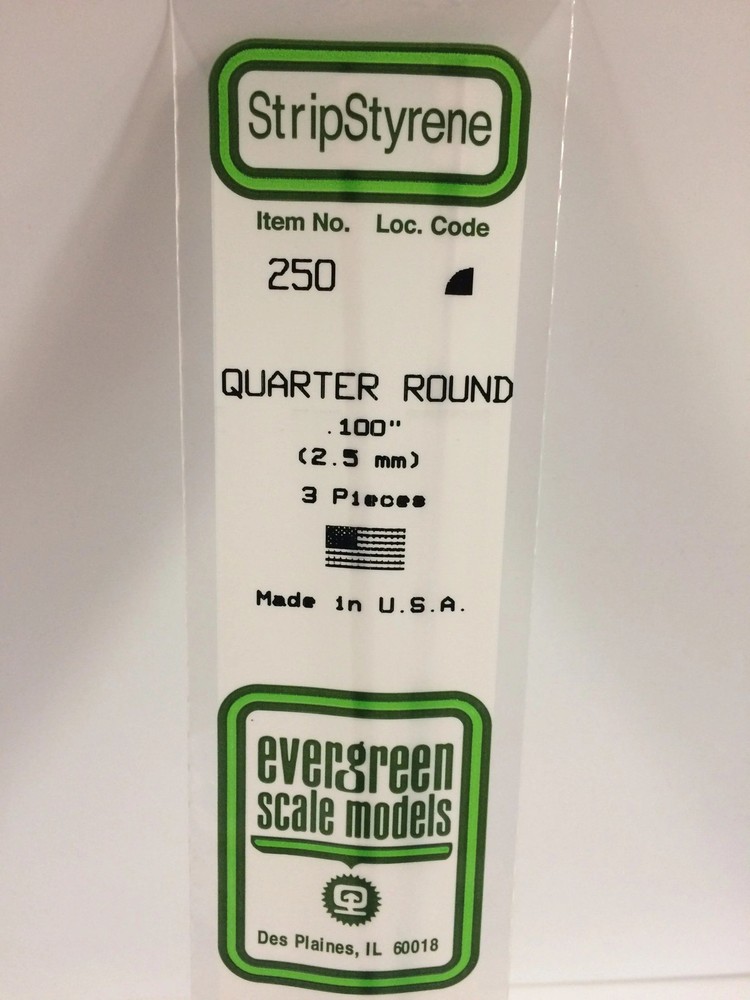 StripStyrene
Item No. Loc. Code
250
QUARTER ROUND
.100"
(2.5 mm)
3 Pieces
Made in U.S.A.
evergreen
scale models
Des Plaines, IL 60018